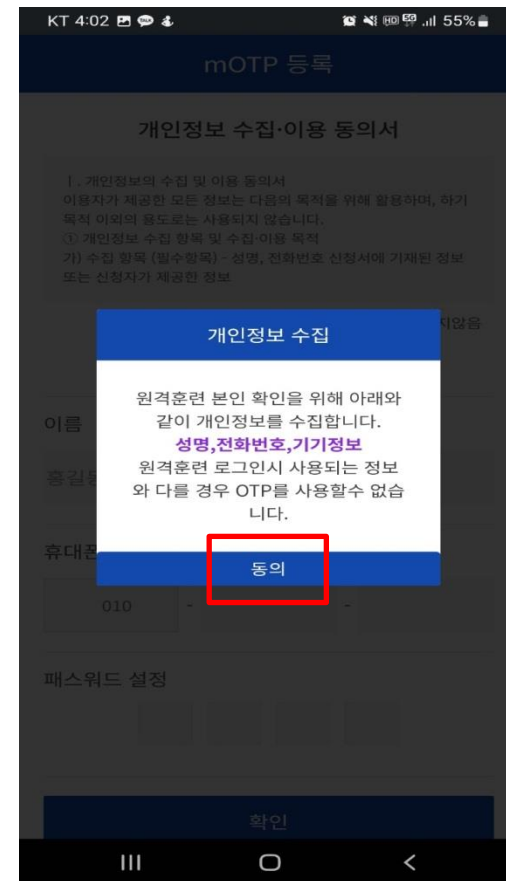 KT 4:02 HD 5G 55%
mOTP 등록
개인정보 수집·이용 동의서
Ⅰ. 개인정보의 수집 및 이용 동의서
이용자가 제공한 모든 정보는 다음의 목적을 위해 활용하며, 하기
목적 이외의 용도로는 사용되지 않습니다.
① 개인정보 수집 항목 및 수집·이용 목적
가) 수집 항목 (필수항목) - 성명, 전화번호 신청서에 기재된 정보
또는 신청자가 제공한 정보
지않음
개인정보 수집
원격훈련 본인 확인을 위해 아래와
같이 개인정보를 수집합니다.
성명,전화번호,기기정보
원격훈련 로그인시 사용되는 정보
와 다를 경우 OTP를 사용할수 없습
니다.
동의
이름
홍길동
휴대폰
010 - -
패스워드 설정
확인